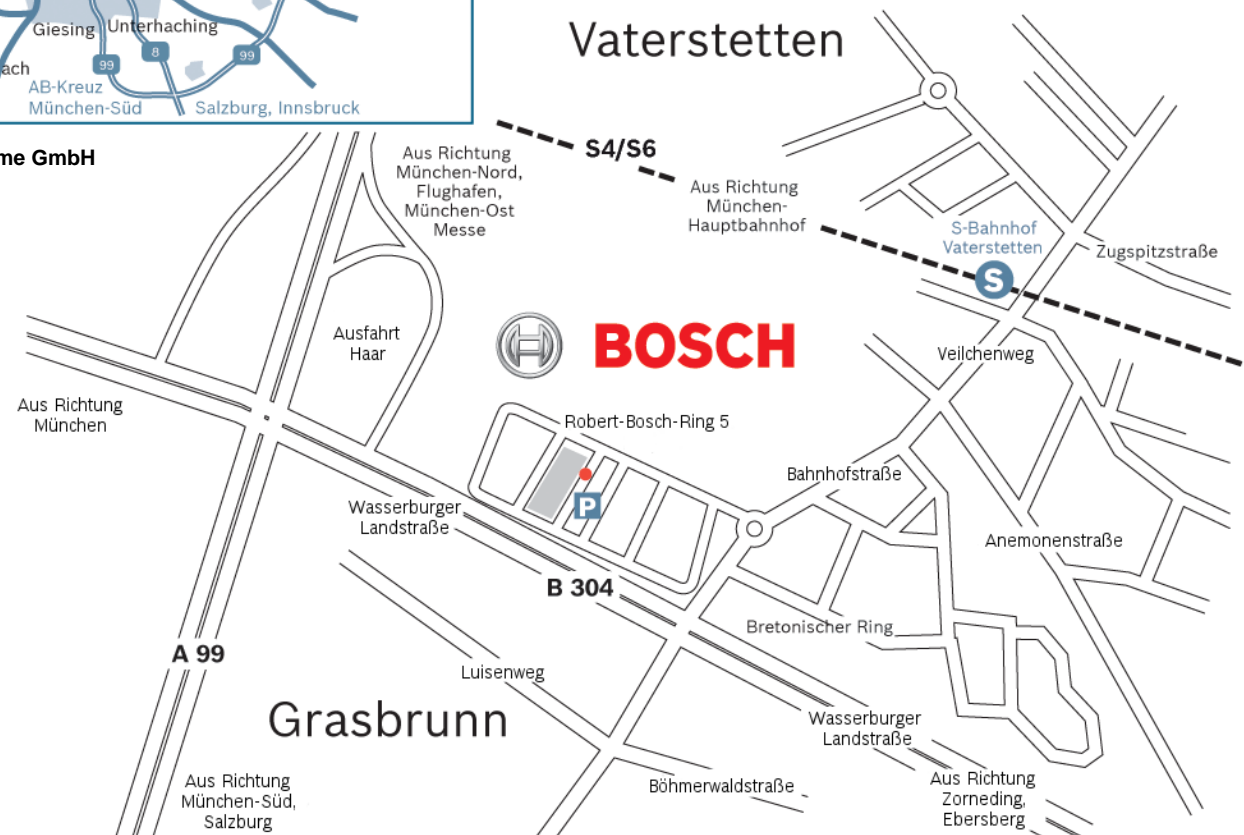 Giesing
Unterhaching
99
8
99
ach
AB-Kreuz
München-Süd
Salzburg, Innsbruck
me GmbH
Vaterstetten
S4/S6
Aus Richtung
München-Nord,
Flughafen,
München-Ost
Messe
Aus Richtung
München-
Hauptbahnhof
S-Bahnhof
Vaterstetten
S
Zugspitzstraße
Ausfahrt
Haar
BOSCH
Veilchenweg
Aus Richtung
München
Robert-Bosch-Ring 5
P
Bahnhofstraße
Wasserburger
Landstraße
Anemonenstraße
B 304
Bretonischer Ring
A 99
Luisenweg
Grasbrunn
Wasserburger
Landstraße
Aus Richtung
München-Süd,
Salzburg
Böhmerwaldstraße
Aus Richtung
Zorneding,
Ebersberg